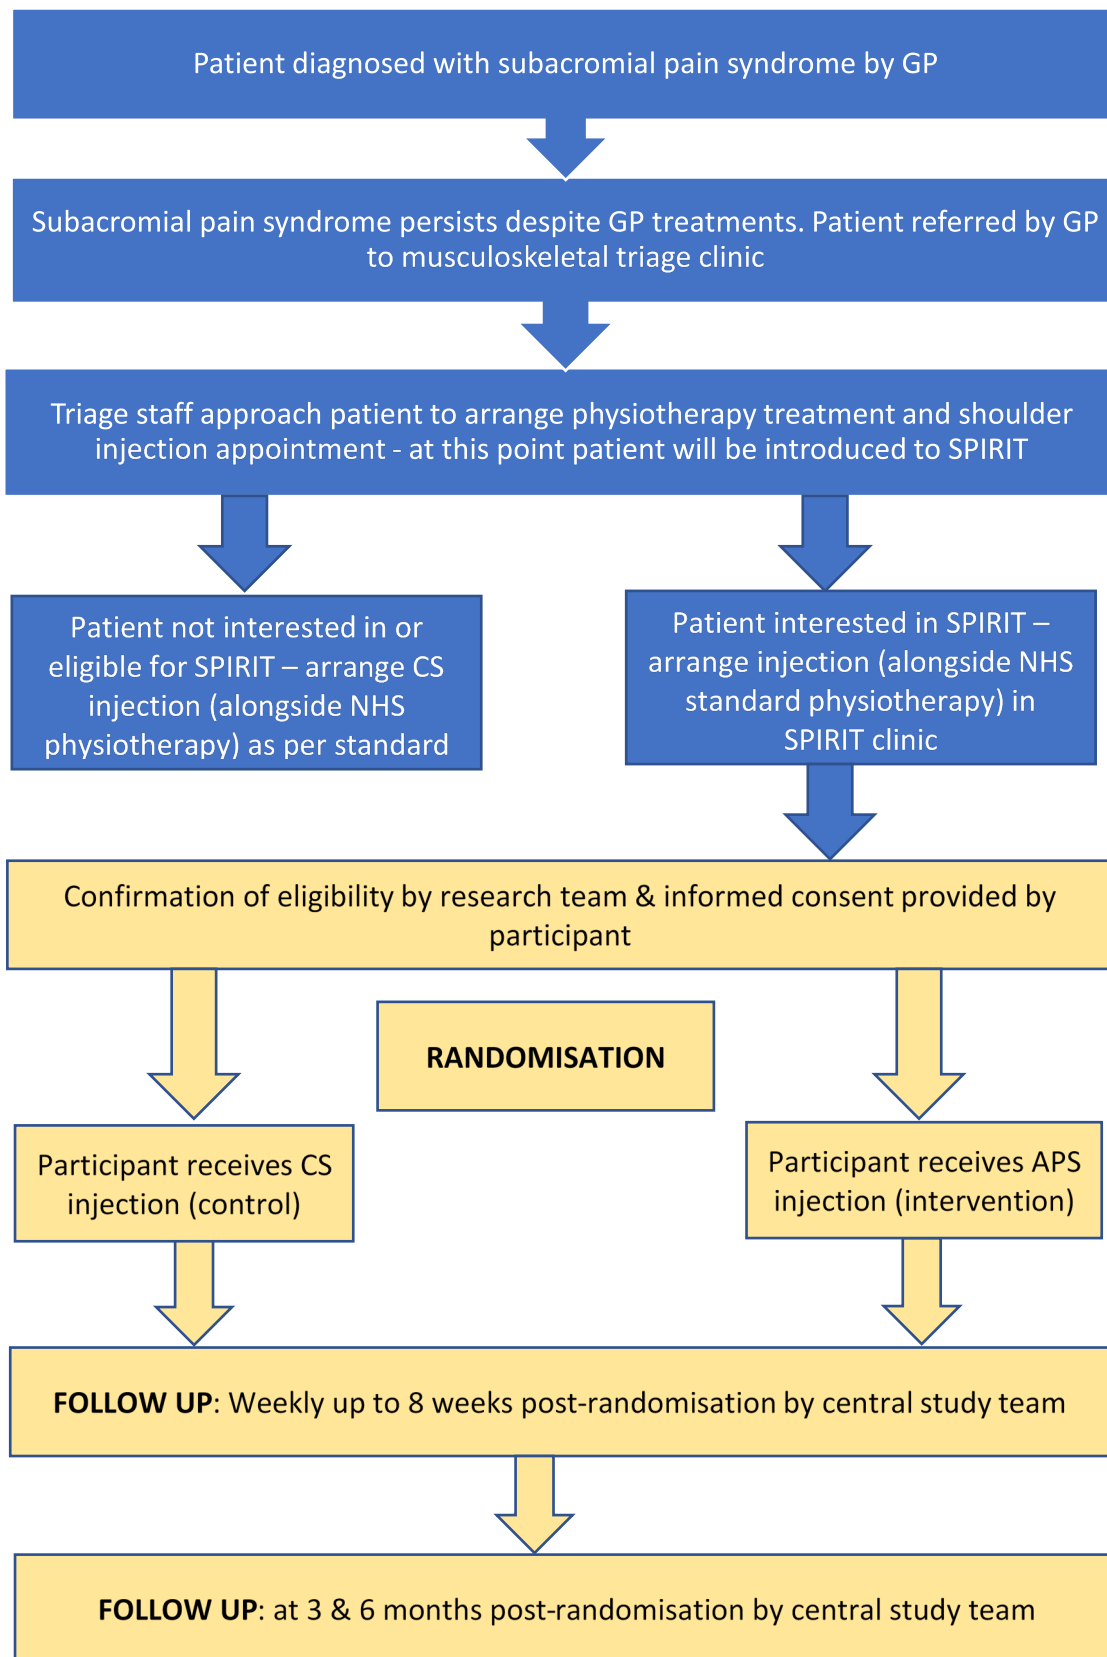 Patient diagnosed with subacromial pain syndrome by GP
Subacromial pain syndrome persists despite GP treatments. Patient referred by GP
to musculoskeletal triage clinic
Triage staff approach patient to arrange physiotherapy treatment and shoulder
injection appointment - at this point patient will be introduced to SPIRIT
Patient not interested in or
eligible for SPIRIT – arrange CS
injection (alongside NHS
physiotherapy) as per standard
Patient interested in SPIRIT –
arrange injection (alongside NHS
standard physiotherapy) in
SPIRIT clinic
Confirmation of eligibility by research team & informed consent provided by
participant
RANDOMISATION
Participant receives CS
injection (control)
Participant receives APS
injection (intervention)
FOLLOW UP: Weekly up to 8 weeks post-randomisation by central study team
FOLLOW UP: at 3 & 6 months post-randomisation by central study team